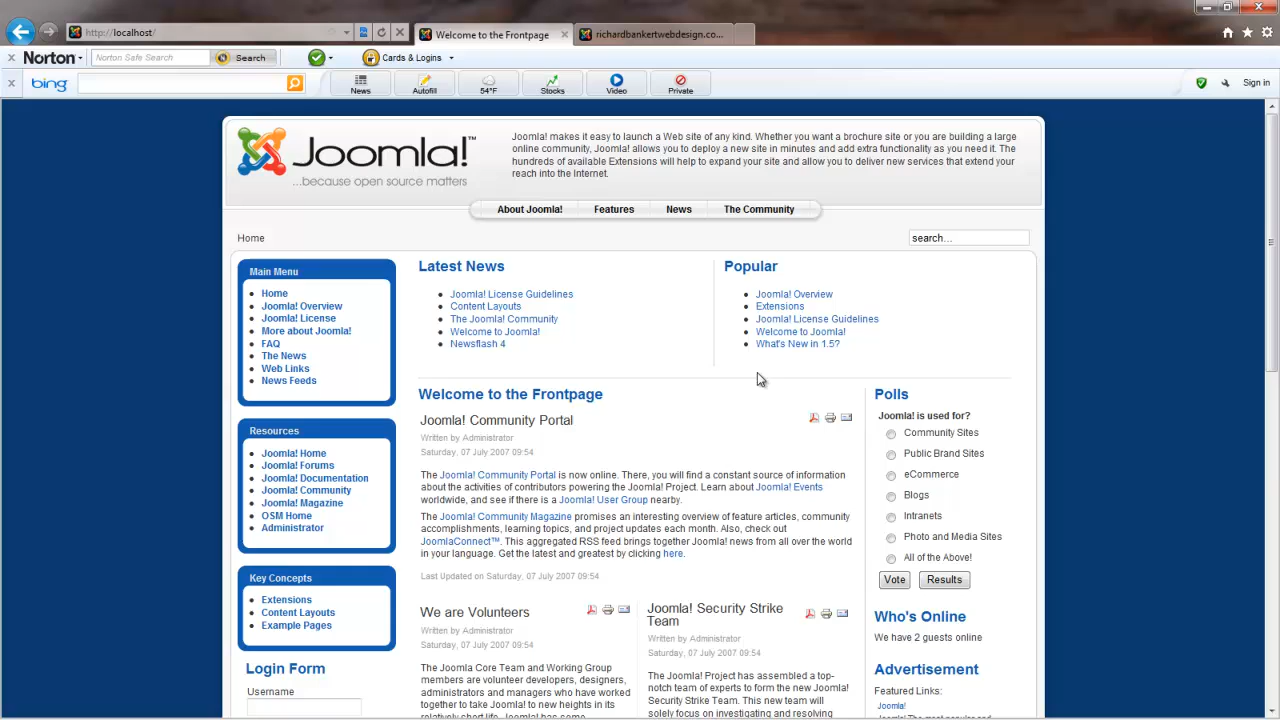 http://localhost/
Welcome to the Frontpage
richardbankertwebdesign.co...
Norton
Norton Safe Search
Search
Cards & Logins
bing
News
Autofill
54°F
Stocks
Video
Private
Sign in
Joomla!™
...because open source matters
Joomla! makes it easy to launch a Web site of any kind. Whether you want a brochure site or you are building a large
online community, Joomla! allows you to deploy a new site in minutes and add extra functionality as you need it. The
hundreds of available Extensions will help to expand your site and allow you to deliver new services that extend your
reach into the Internet.
About Joomla!
Features
News
The Community
Home
search...
Main Menu
Home
Joomla! Overview
Joomla! License
More about Joomla!
FAQ
The News
Web Links
News Feeds
Resources
Joomla! Home
Joomla! Forums
Joomla! Documentation
Joomla! Community
Joomla! Magazine
OSM Home
Administrator
Key Concepts
Extensions
Content Layouts
Example Pages
Login Form
Username
Latest News
Joomla! License Guidelines
Content Layouts
The Joomla! Community
Welcome to Joomla!
Newsflash 4
Popular
Joomla! Overview
Extensions
Joomla! License Guidelines
Welcome to Joomla!
What's New in 1.5?
Welcome to the Frontpage
Joomla! Community Portal
Written by Administrator
Saturday, 07 July 2007 09:54
The Joomla! Community Portal is now online. There, you will find a constant source of information
about the activities of contributors powering the Joomla! Project. Learn about Joomla! Events
worldwide, and see if there is a Joomla! User Group nearby.
The Joomla! Community Magazine promises an interesting overview of feature articles, community
accomplishments, learning topics, and project updates each month. Also, check out
JoomlaConnect™. This aggregated RSS feed brings together Joomla! news from all over the world
in your language. Get the latest and greatest by clicking here.
Last Updated on Saturday, 07 July 2007 09:54
We are Volunteers
Written by Administrator
Saturday, 07 July 2007 09:54
The Joomla Core Team and Working Group
members are volunteer developers, designers,
administrators and managers who have worked
together to take Joomla! to new heights in its
relatively short life. Joomla! has some
Joomla! Security Strike
Team
Written by Administrator
Saturday, 07 July 2007 09:54
The Joomla! Project has assembled a top-
notch team of experts to form the new Joomla!
Security Strike Team. This new team will
solely focus on investigating and resolving
Polls
Joomla! is used for?
Community Sites
Public Brand Sites
eCommerce
Blogs
Intranets
Photo and Media Sites
All of the Above!
Vote
Results
Who's Online
We have 2 guests online
Advertisement
Featured Links:
Joomla!